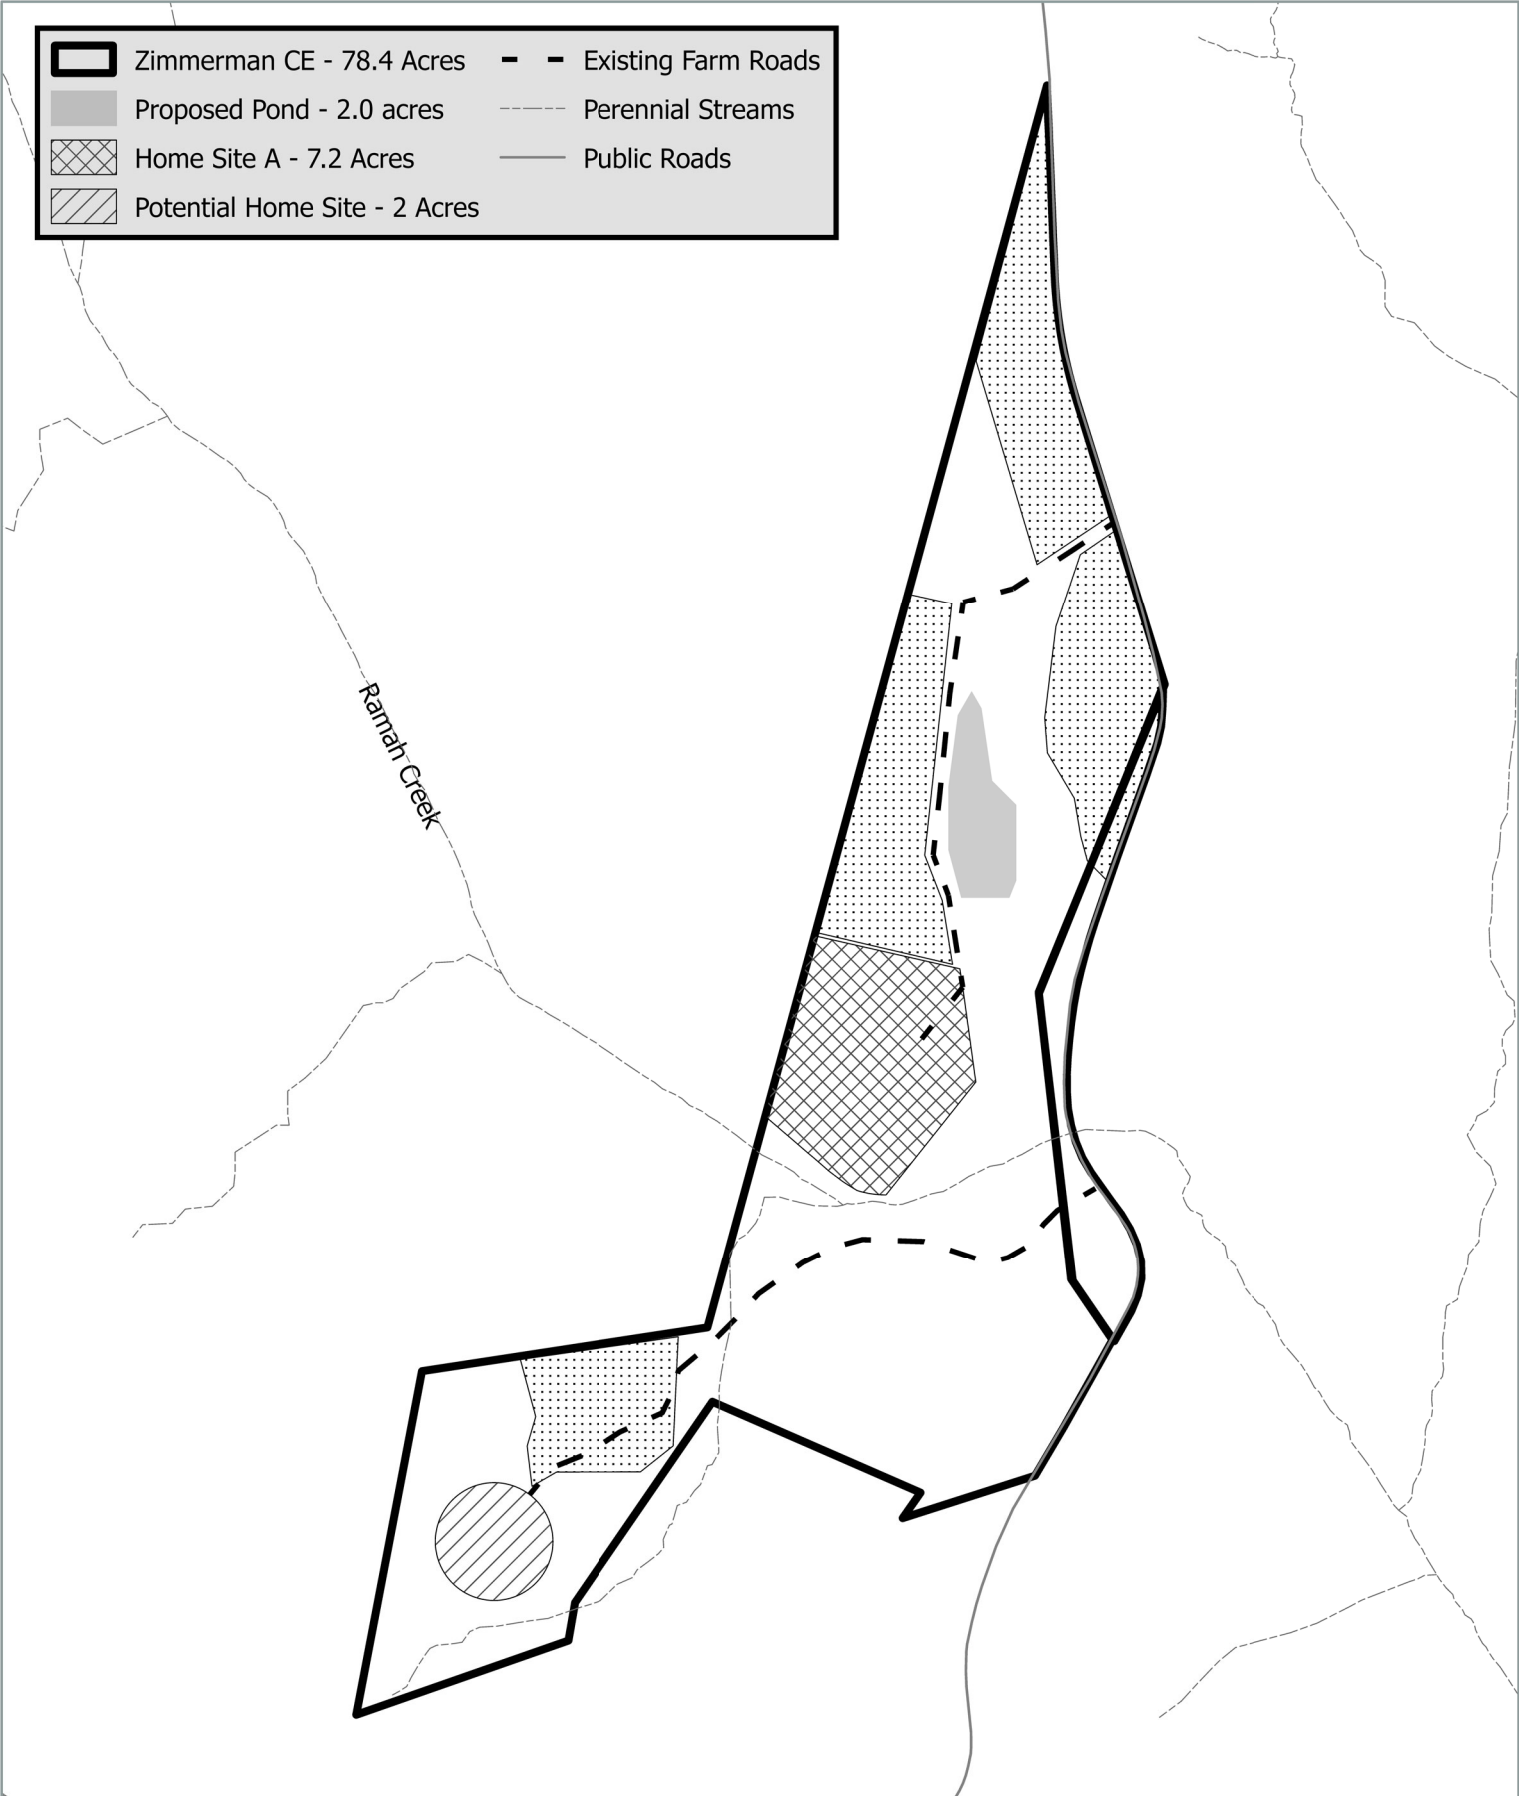 Zimmerman CE - 78.4 Acres
Proposed Pond - 2.0 acres
Home Site A - 7.2 Acres
Potential Home Site - 2 Acres
Existing Farm Roads
Perennial Streams
Public Roads
Ramah Creek